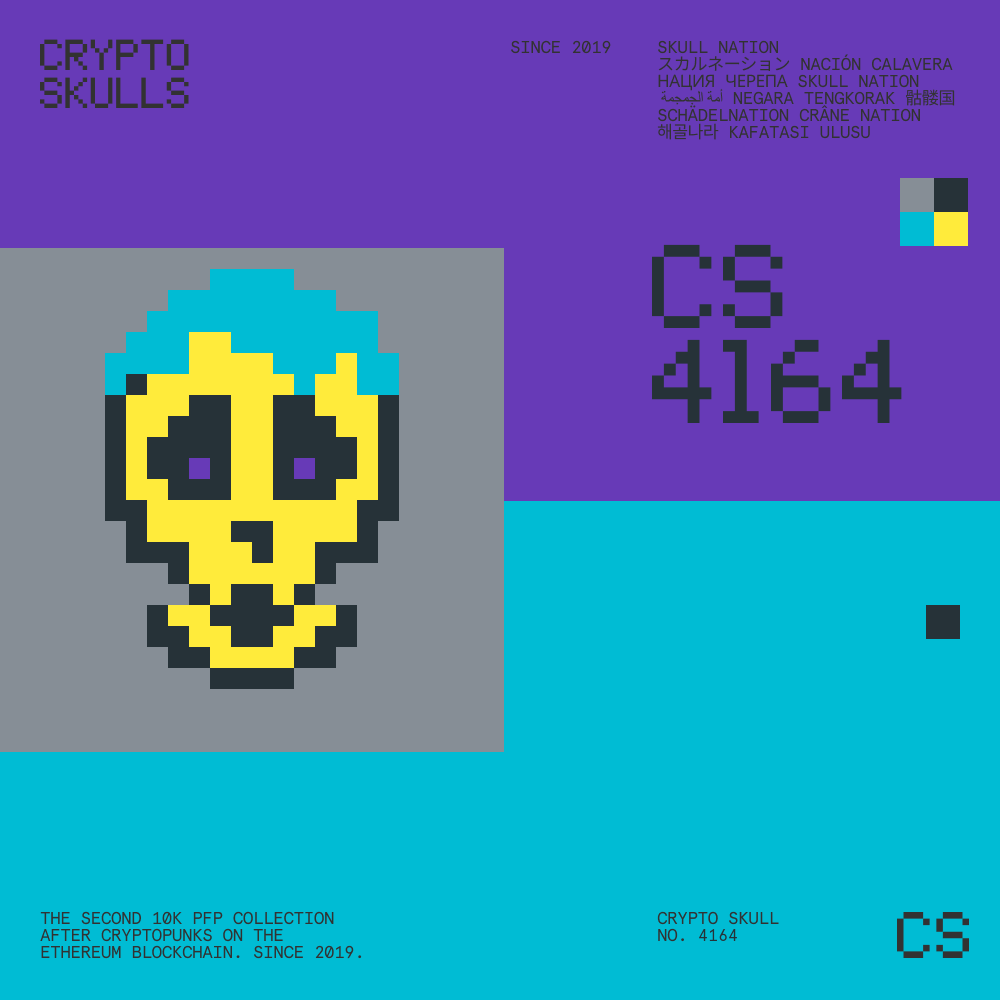 CRYPTO
SKULLS
SINCE 2019
SKULL NATION
スカルネーション NACIÓN CALAVERA
НАЦИЯ ЧЕРЕПА SKULL NATION
أمة الجمجمة NEGARA TENGKORAK 骷髅国
SCHÄDELNATION CRÂNE NATION
해골나라 KAFATASI ULUSU
CS
4164
THE SECOND 10K PFP COLLECTION
AFTER CRYPTOPUNKS ON THE
ETHEREUM BLOCKCHAIN. SINCE 2019.
CRYPTO SKULL
NO. 4164
CS